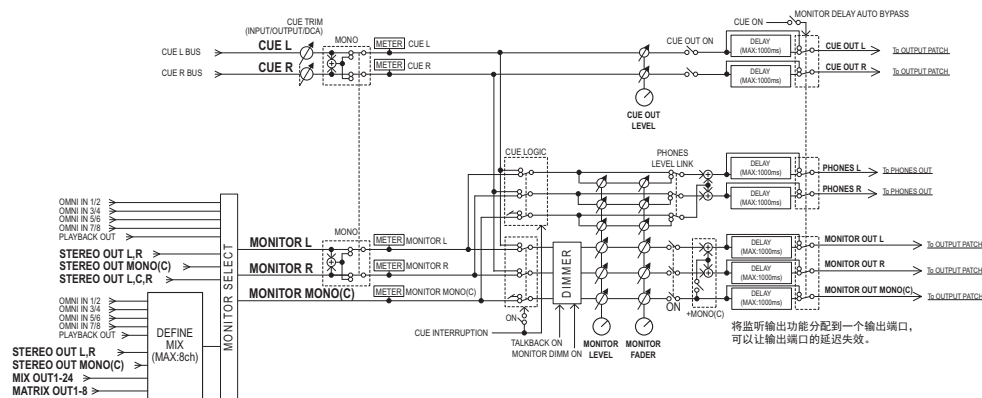 CUE TRIM
(INPUT/OUTPUT/DCA)
MONO
CUE ON
MONITOR DELAY AUTO BYPASS
CUE L BUS
CUE L
METER CUE L
CUE OUT ON
DELAY
(MAX:1000ms)
CUE OUT L
To OUTPUT PATCH
CUE R BUS
CUE R
METER CUE R
DELAY
(MAX:1000ms)
CUE OUT R
To OUTPUT PATCH
CUE OUT
LEVEL
CUE LOGIC
PHONES
LEVEL LINK
DELAY
(MAX:1000ms)
PHONES L
To PHONES OUT
DELAY
(MAX:1000ms)
PHONES R
To PHONES OUT
OMNI IN 1/2
OMNI IN 3/4
OMNI IN 5/6
OMNI IN 7/8
PLAYBACK OUT
STEREO OUT L,R
STEREO OUT MONO(C)
STEREO OUT L,C,R
MONITOR SELECT
MONO
MONITOR L
METER MONITOR L
MONITOR R
METER MONITOR R
MONITOR MONO(C)
METER MONITOR MONO(C)
DIMMER
DELAY
(MAX:1000ms)
MONITOR OUT L
To OUTPUT PATCH
DELAY
(MAX:1000ms)
MONITOR OUT R
To OUTPUT PATCH
DELAY
(MAX:1000ms)
MONITOR OUT MONO(C)
To OUTPUT PATCH
ON
ON
+MONO(C)
CUE INTERRUPTION
TALKBACK ON
MONITOR DIMM ON
MONITOR
LEVEL
MONITOR
FADER
将监听输出功能分配到一个输出端口，
可以让输出端口的延迟失效。
OMNI IN 1/2
OMNI IN 3/4
OMNI IN 5/6
OMNI IN 7/8
PLAYBACK OUT
STEREO OUT L,R
STEREO OUT MONO(C)
MIX OUT1-24
MATRIX OUT1-8
DEFINE
MIX
(MAX:8ch)